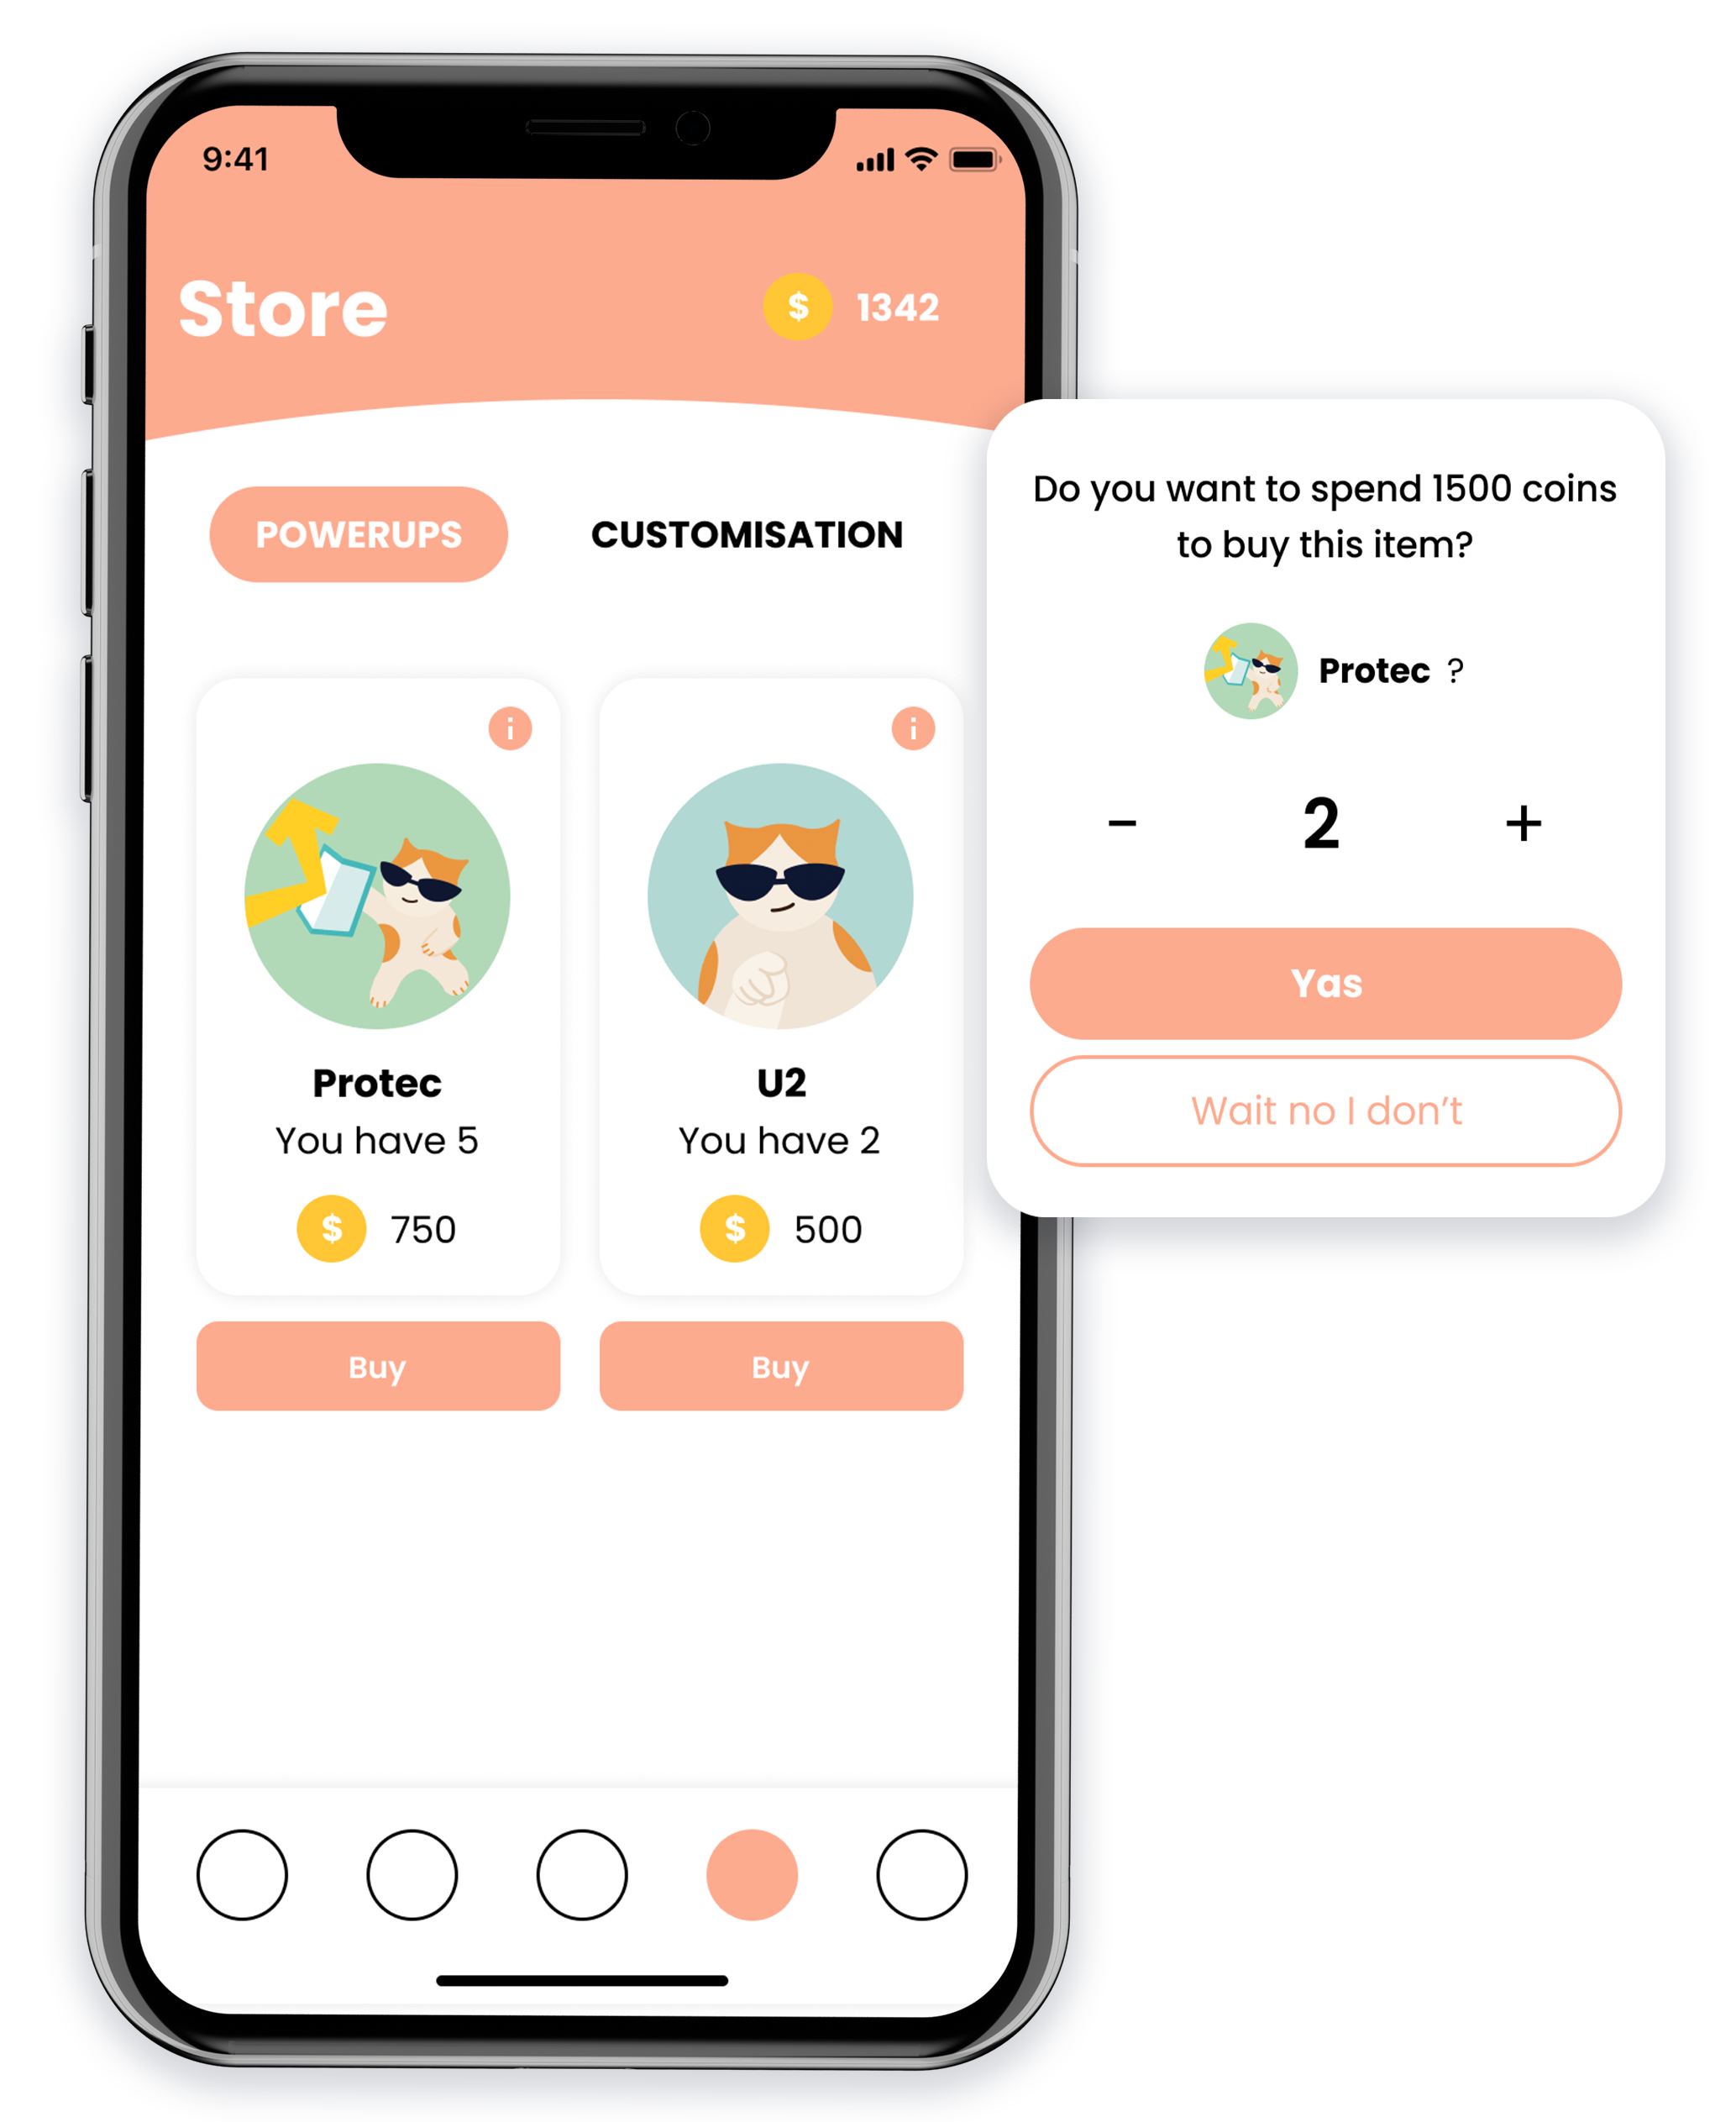 9:41
Store
$ 1342
POWERUPS
CUSTOMISATION
i
i
Protec
U2
You have 5
You have 2
$ 750
$ 500
Buy
Buy
Do you want to spend 1500 coins
to buy this item?
Protec ?
- 2 +
Yas
Wait no I don’t